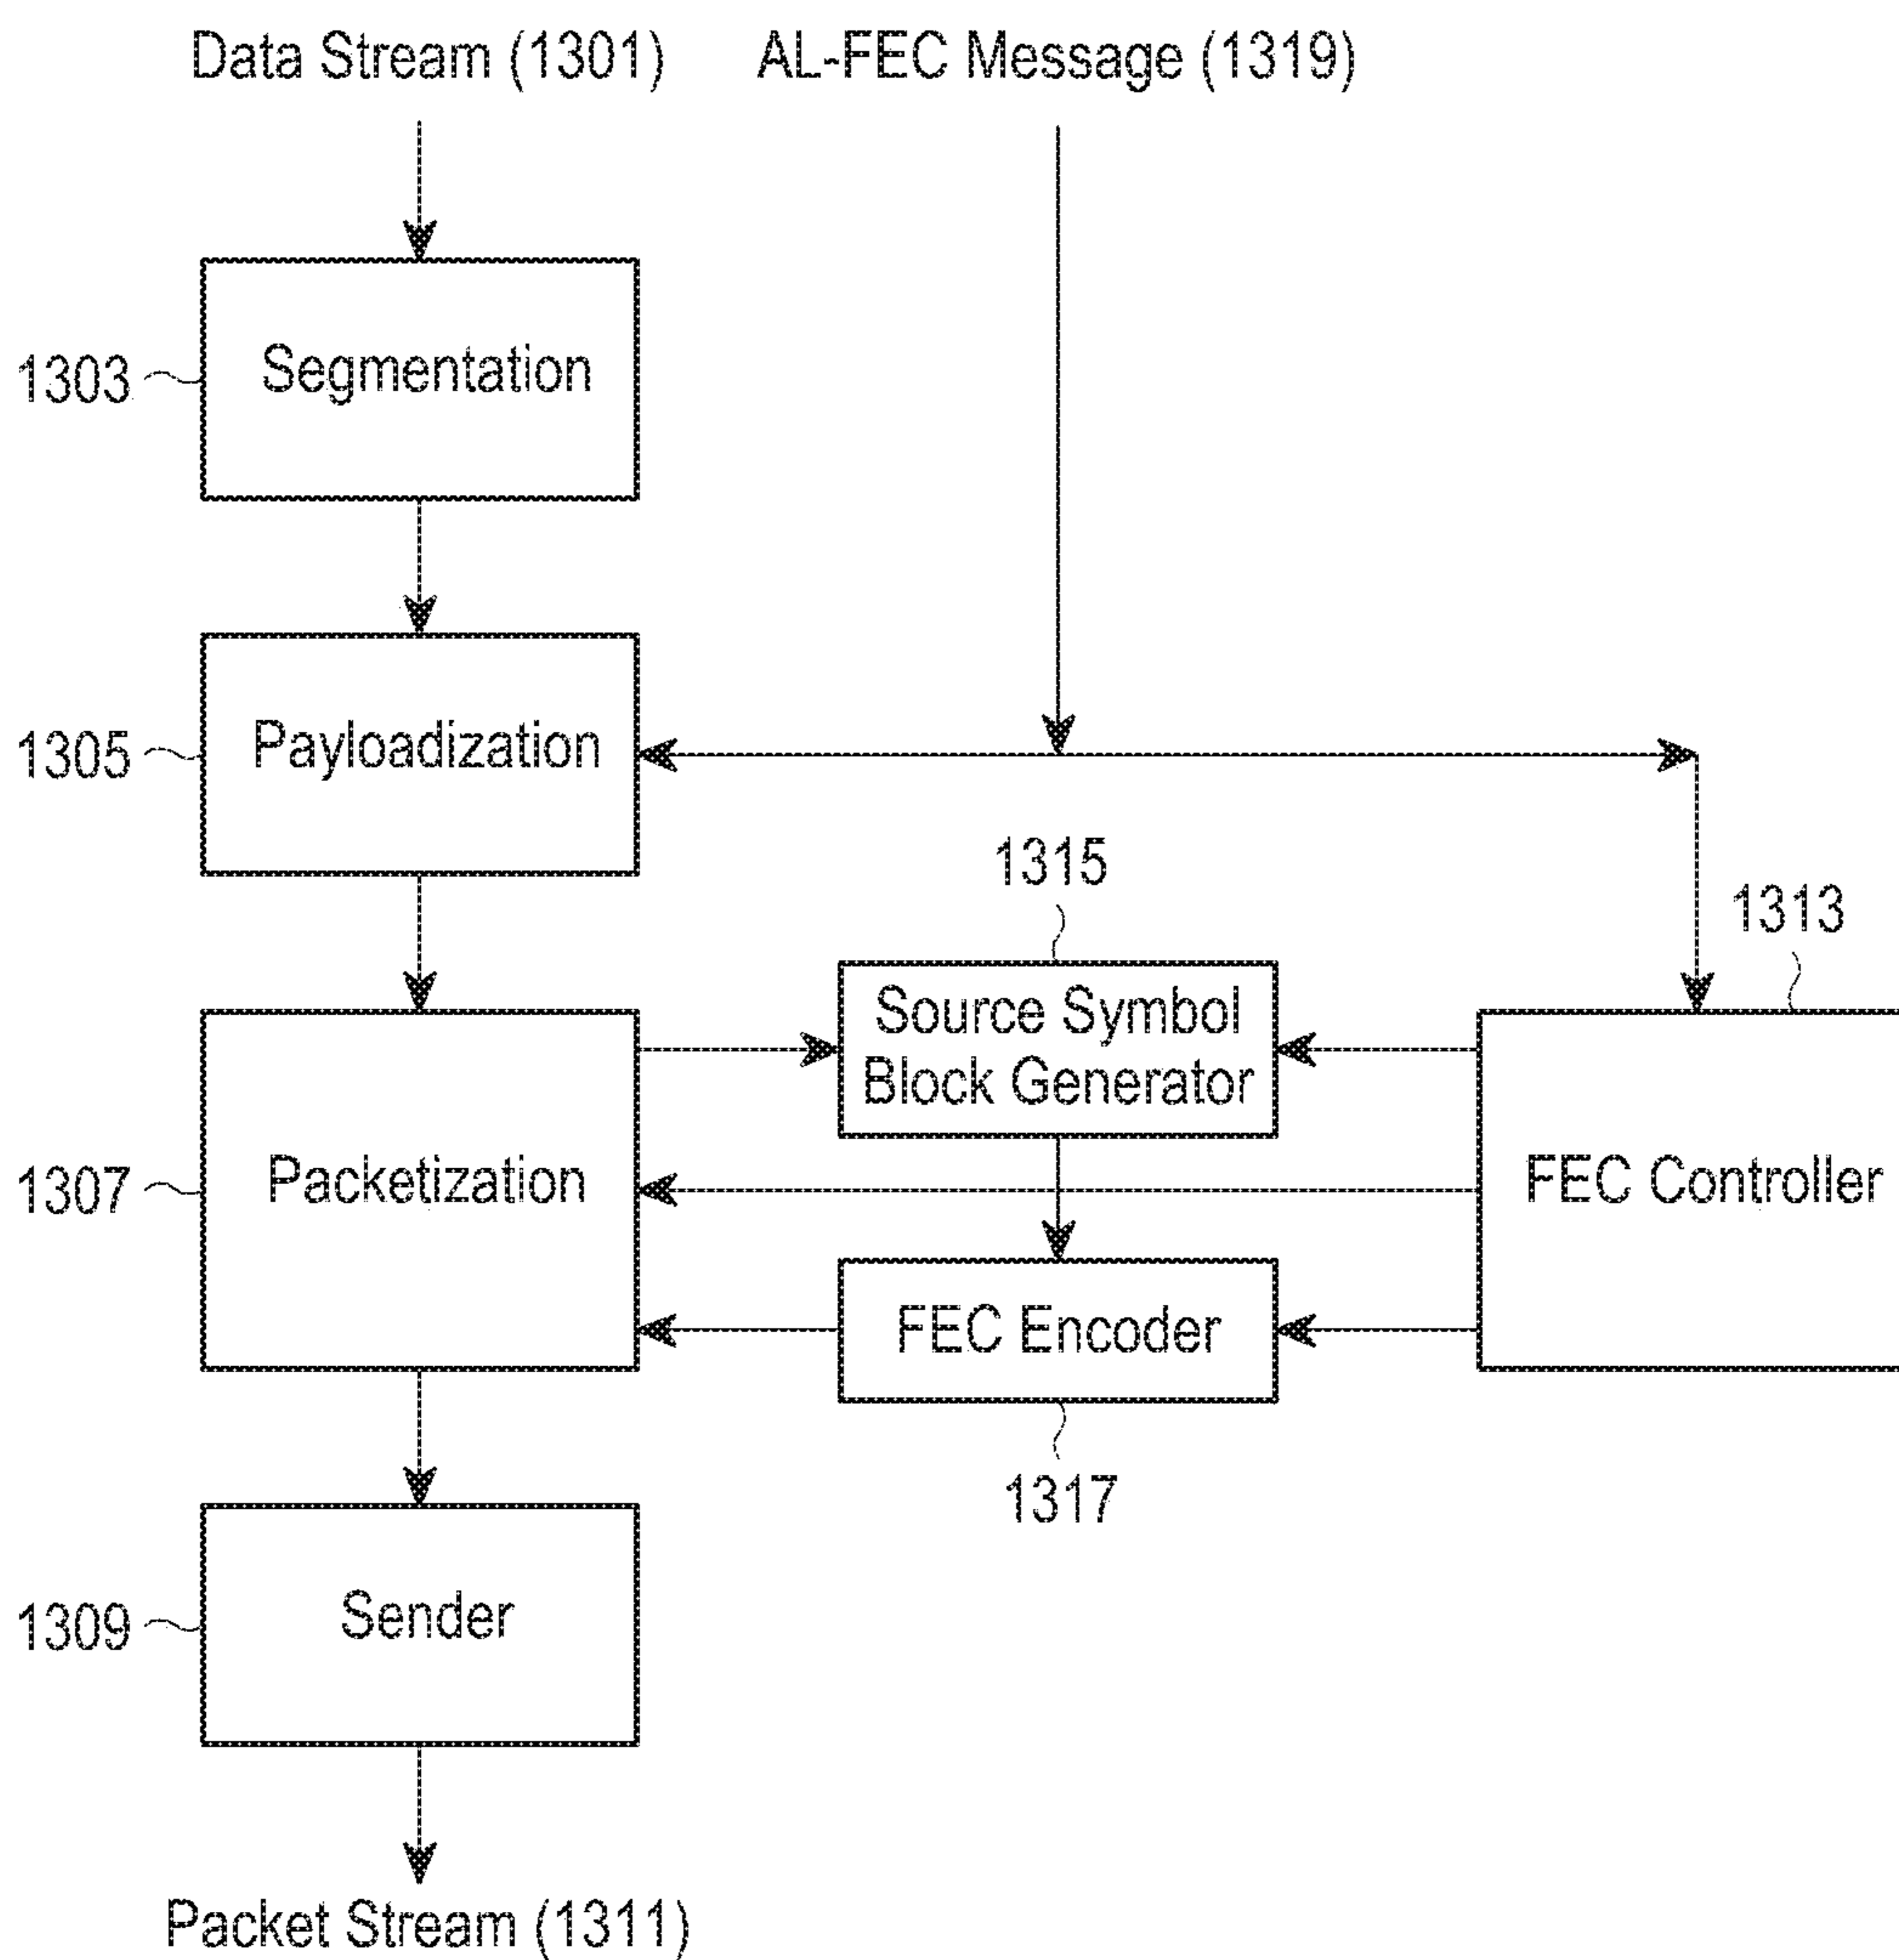 Data Stream (1301)
AL-FEC Message (1319)
1303
Segmentation
1305
Payloadization
1315
1313
Source Symbol
Block Generator
1307
Packetization
FEC Controller
FEC Encoder
1317
1309
Sender
Packet Stream (1311)